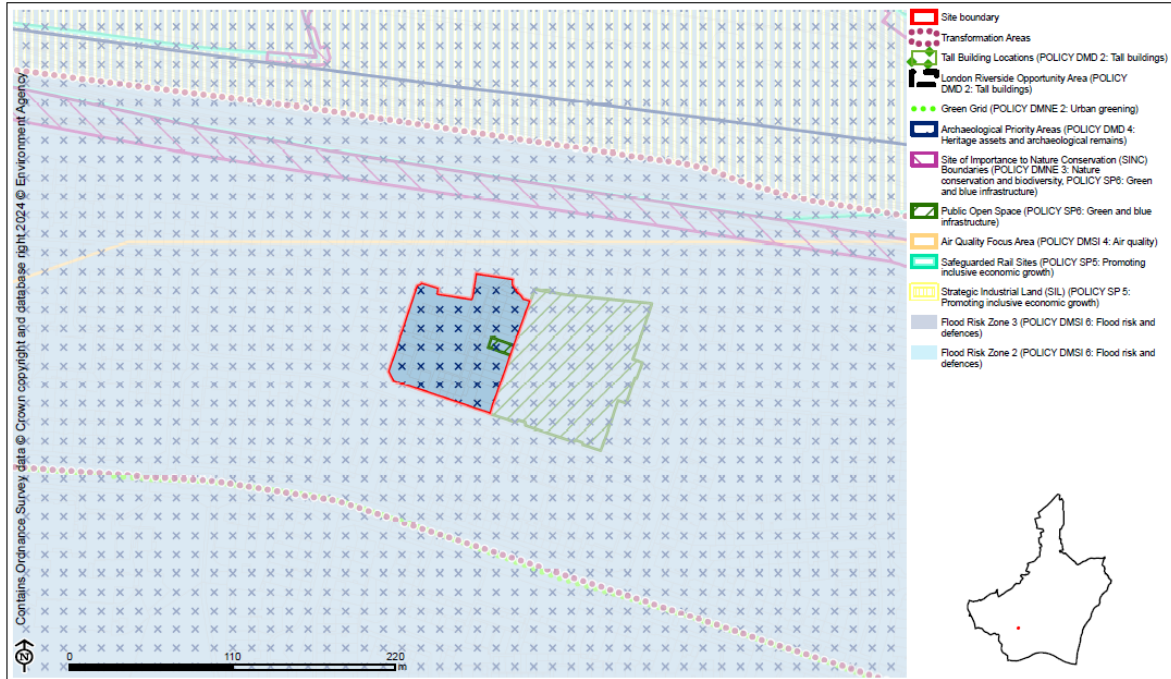 Contains Ordnance Survey data © Crown copyright and database right 2024 © Environment Agency
N
0
110
220
m
Site boundary
Transformation Areas
Tall Building Locations (POLICY DMD 2: Tall buildings)
London Riverside Opportunity Area (POLICY
DMD 2: Tall buildings)
Green Grid (POLICY DMNE 2: Urban greening)
Archaeological Priority Areas (POLICY DMD 4:
Heritage assets and archaeological remains)
Site of Importance to Nature Conservation (SINC)
Boundaries (POLICY DMNE 3: Nature
conservation and biodiversity, POLICY SP6: Green
and blue infrastructure)
Public Open Space (POLICY SP6: Green and blue
infrastructure)
Air Quality Focus Area (POLICY DMSI 4: Air quality)
Safeguarded Rail Sites (POLICY SP5: Promoting
inclusive economic growth)
Strategic Industrial Land (SIL) (POLICY SP 5:
Promoting inclusive economic growth)
Flood Risk Zone 3 (POLICY DMSI 6: Flood risk and
defences)
Flood Risk Zone 2 (POLICY DMSI 6: Flood risk and
defences)